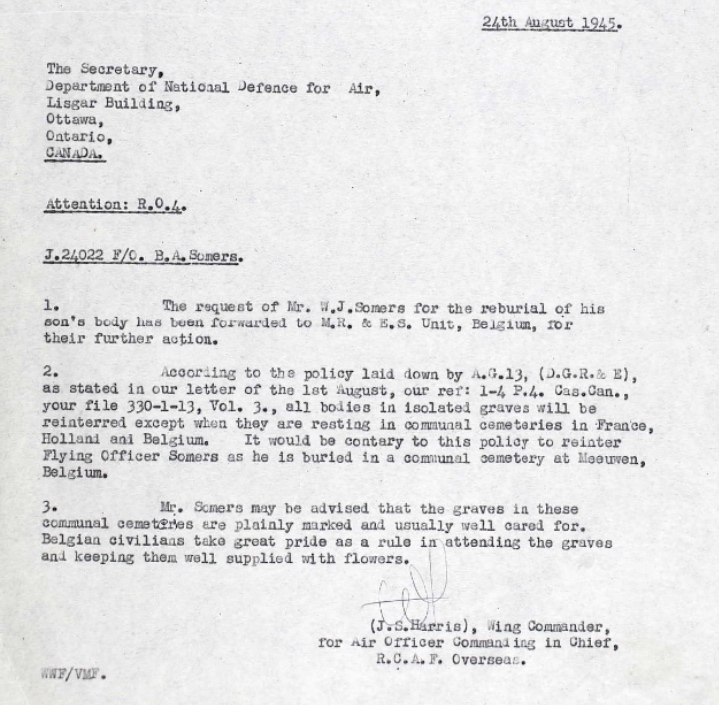 24th August 1945.
The Secretary,
Department of National Defence for Air,
Lisgar Building,
Ottawa,
Ontario,
CANADA.
Attention: R.O.4.
J.24022 F/O. B.A.Somers.
1. The request of Mr. W.J.Somers for the reburial of his
son's body has been forwarded to M.R. & E.S. Unit, Belgium, for
their further action.
2. According to the policy laid down by A.G.13, (D.G.R.& E),
as stated in our letter of the 1st August, our ref: 1-4 P.4. Cas.Can.,
your file 330-1-13, Vol. 3., all bodies in isolated graves will be
reinterred except when they are resting in communal cemeteries in France,
Holland and Belgium. It would be contary to this policy to reinter
Flying Officer Somers as he is buried in a communal cemetery at Meeuwen,
Belgium.
3. Mr. Somers may be advised that the graves in these
communal cemeteries are plainly marked and usually well cared for.
Belgian civilians take great pride as a rule in attending the graves
and keeping them well supplied with flowers.
(J.S.Harris), Wing Commander,
for Air Officer Commanding in Chief,
R.C.A.F. Overseas.
WWF/VMF.